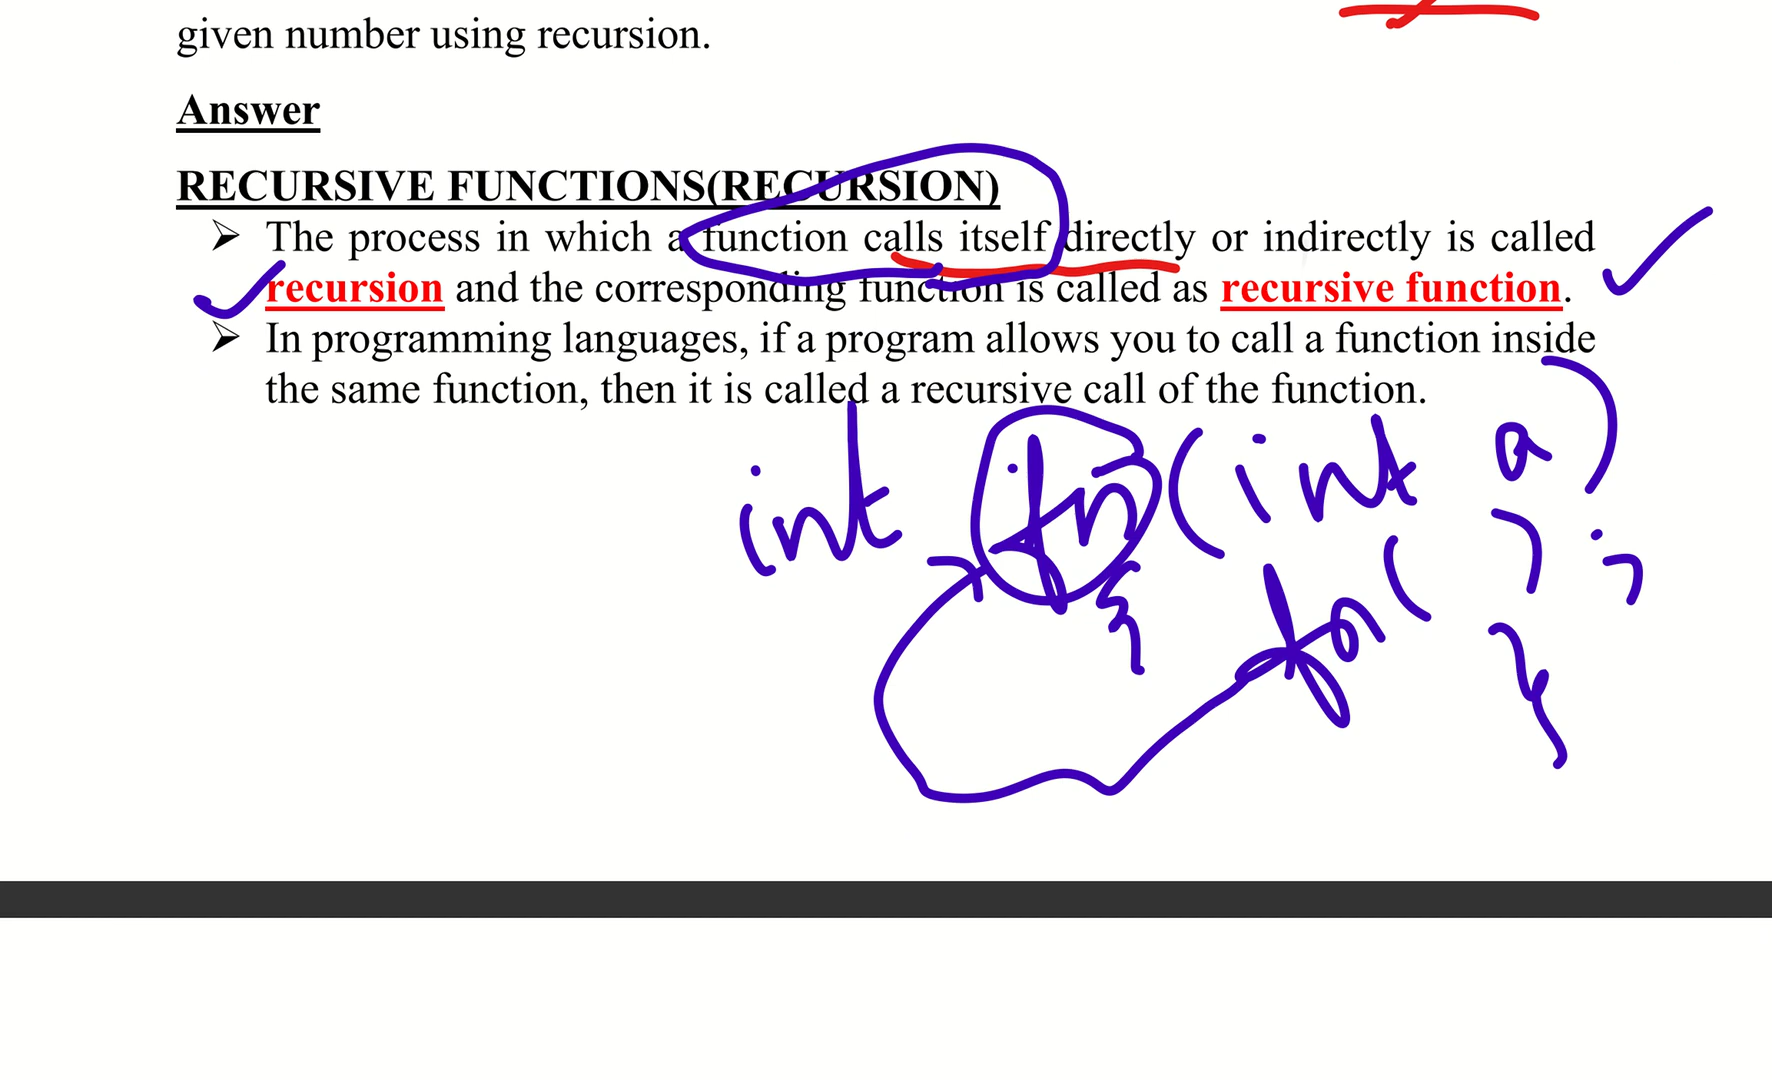 given number using recursion.
Answer
RECURSIVE FUNCTIONS(RECURSION)
➤ The process in which a function calls itself directly or indirectly is called
recursion and the corresponding function is called as recursive function.
➤ In programming languages, if a program allows you to call a function inside
the same function, then it is called a recursive call of the function.
int fn (int a)
{
fn ( ) ;
}